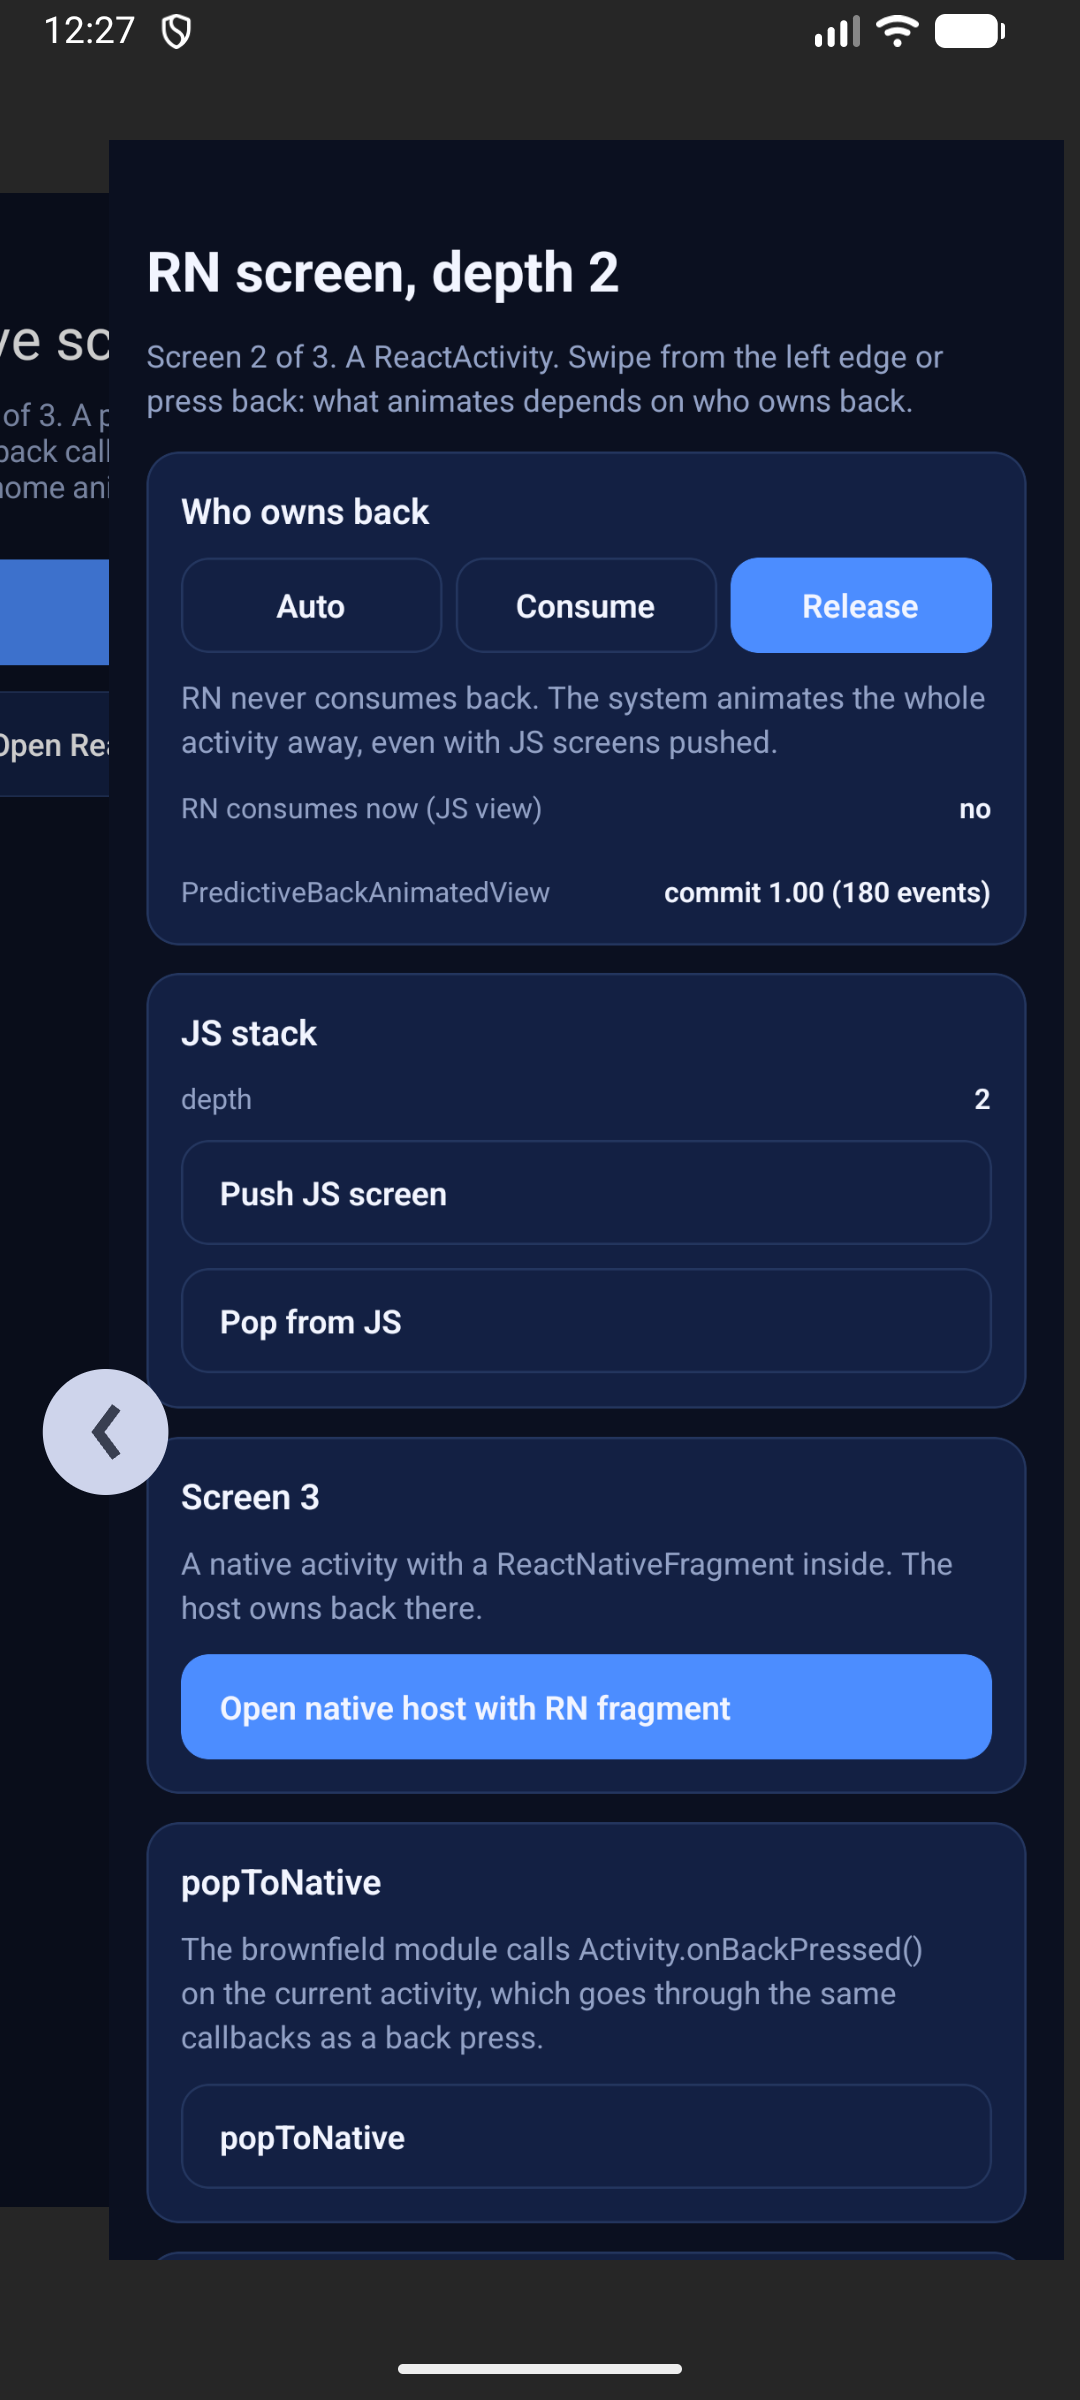 12:27
RN screen, depth 2
Screen 2 of 3. A ReactActivity. Swipe from the left edge or
press back: what animates depends on who owns back.
of 3. A
Who owns back
Auto
Consume
Release
RN never consumes back. The system animates the whole
activity away, even with JS screens pushed.
RN consumes now (JS view)
no
PredictiveBackAnimatedView
commit 1.00 (180 events)
JS stack
depth
2
Push JS screen
Pop from JS
Screen 3
A native activity with a ReactNativeFragment inside. The
host owns back there.
Open native host with RN fragment
popToNative
The brownfield module calls Activity.onBackPressed()
on the current activity, which goes through the same
callbacks as a back press.
popToNative